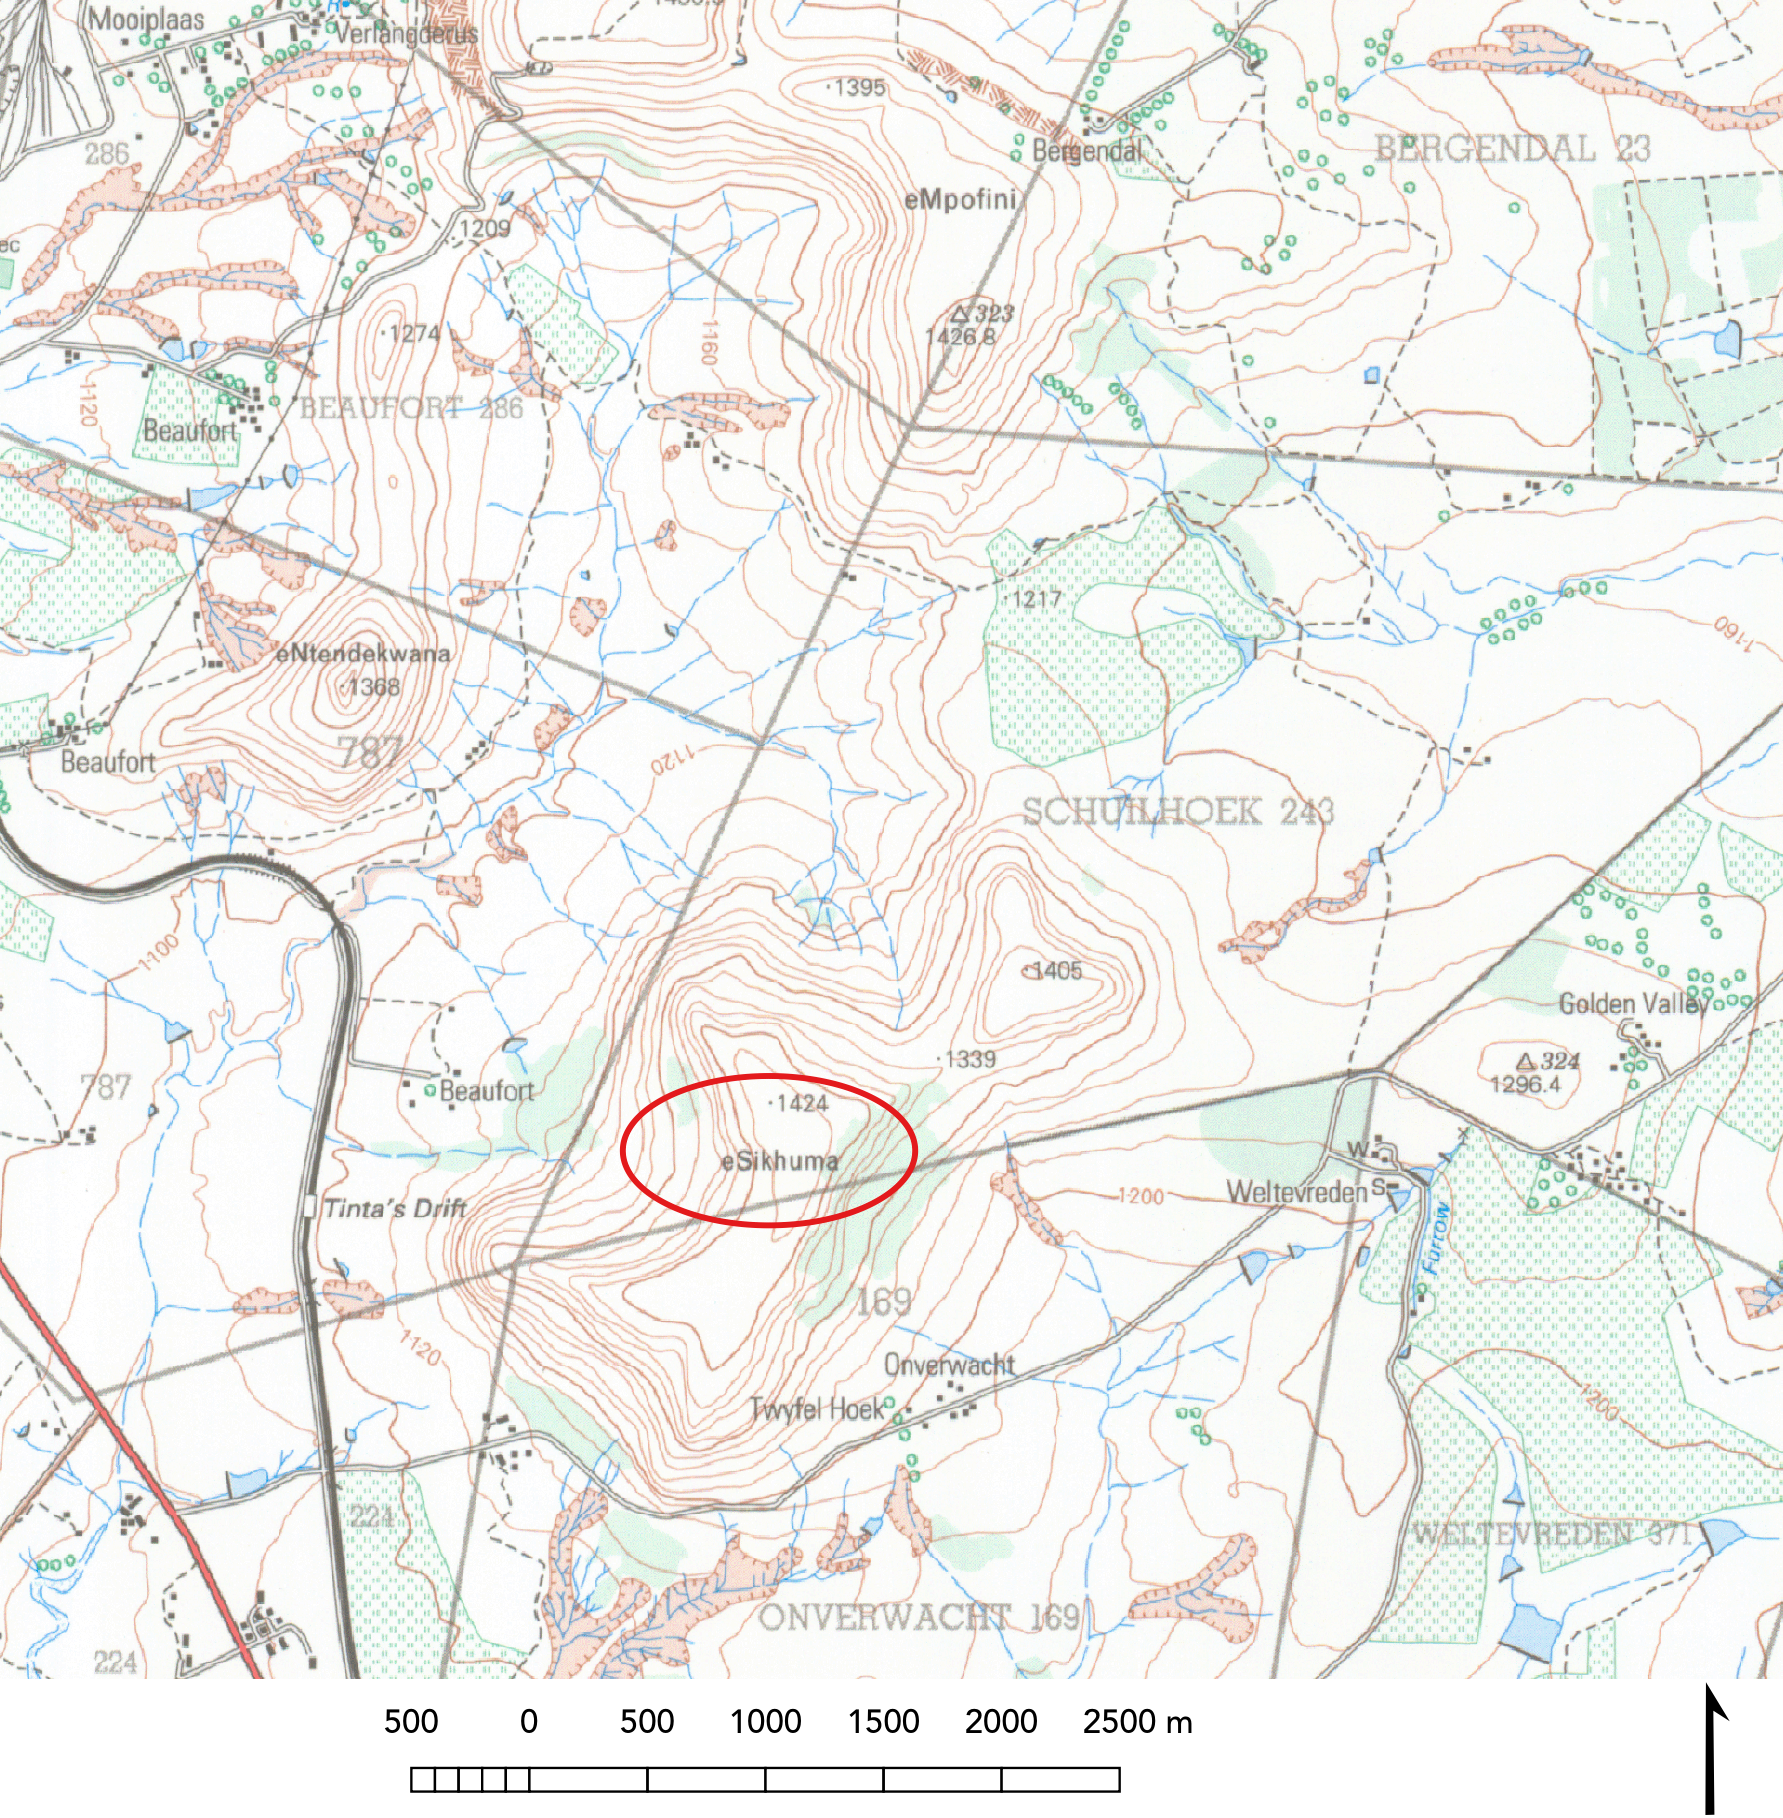 Mooiplaas
Verlangderus
1395
286
Bergendal
BERGENDAL 23
eMpofini
1209
323
1426.8
1274
1160
1120
BEAUFORT 286
Beaufort
1217
1160
eNtendekwana
1368
787
Beaufort
1120
SCHUILHOEK 243
1100
1405
Golden Valley
1339
324
1296.4
787
Beaufort
1424
eSikhuma
W
Weltevreden
S
1200
Tinta's Drift
Furrow
169
1120
Onverwacht
Twyfel Hoek
1200
224
WELTEVREDEN 371
ONVERWACHT 169
224
500 0 500 1000 1500 2000 2500 m